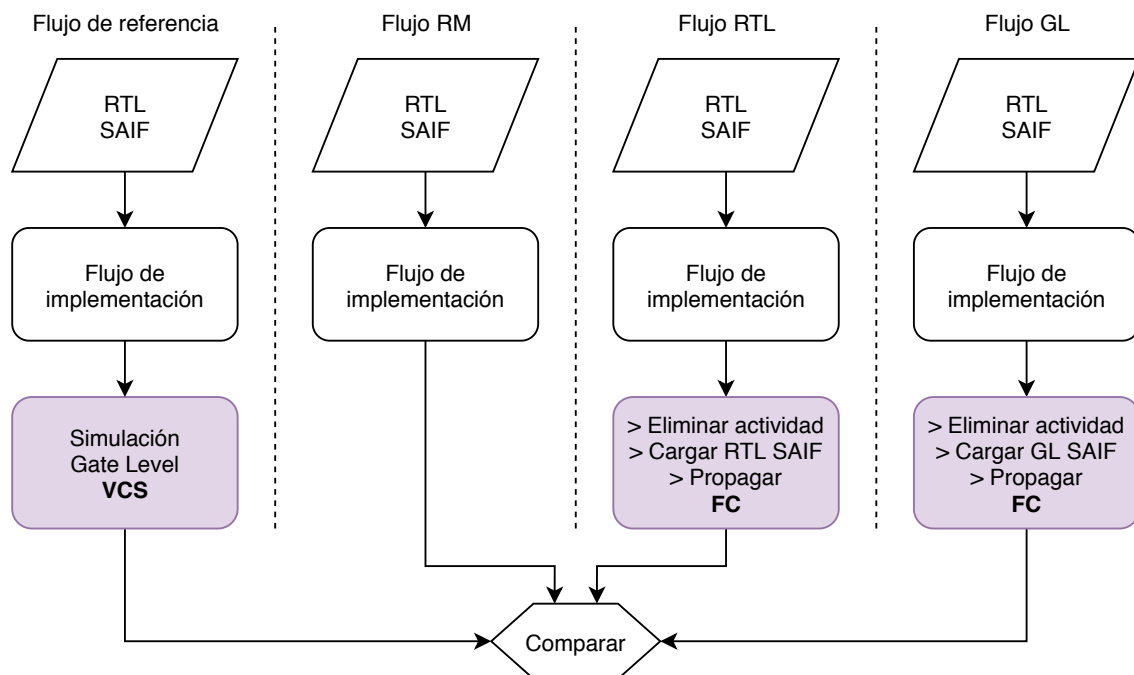 Flujo de referencia
RTL
SAIF
Flujo de
implementación
Simulación
Gate Level
VCS
Flujo RM
RTL
SAIF
Flujo de
implementación
Flujo RTL
RTL
SAIF
Flujo de
implementación
> Eliminar actividad
> Cargar RTL SAIF
> Propagar
FC
Flujo GL
RTL
SAIF
Flujo de
implementación
> Eliminar actividad
> Cargar GL SAIF
> Propagar
FC
Comparar